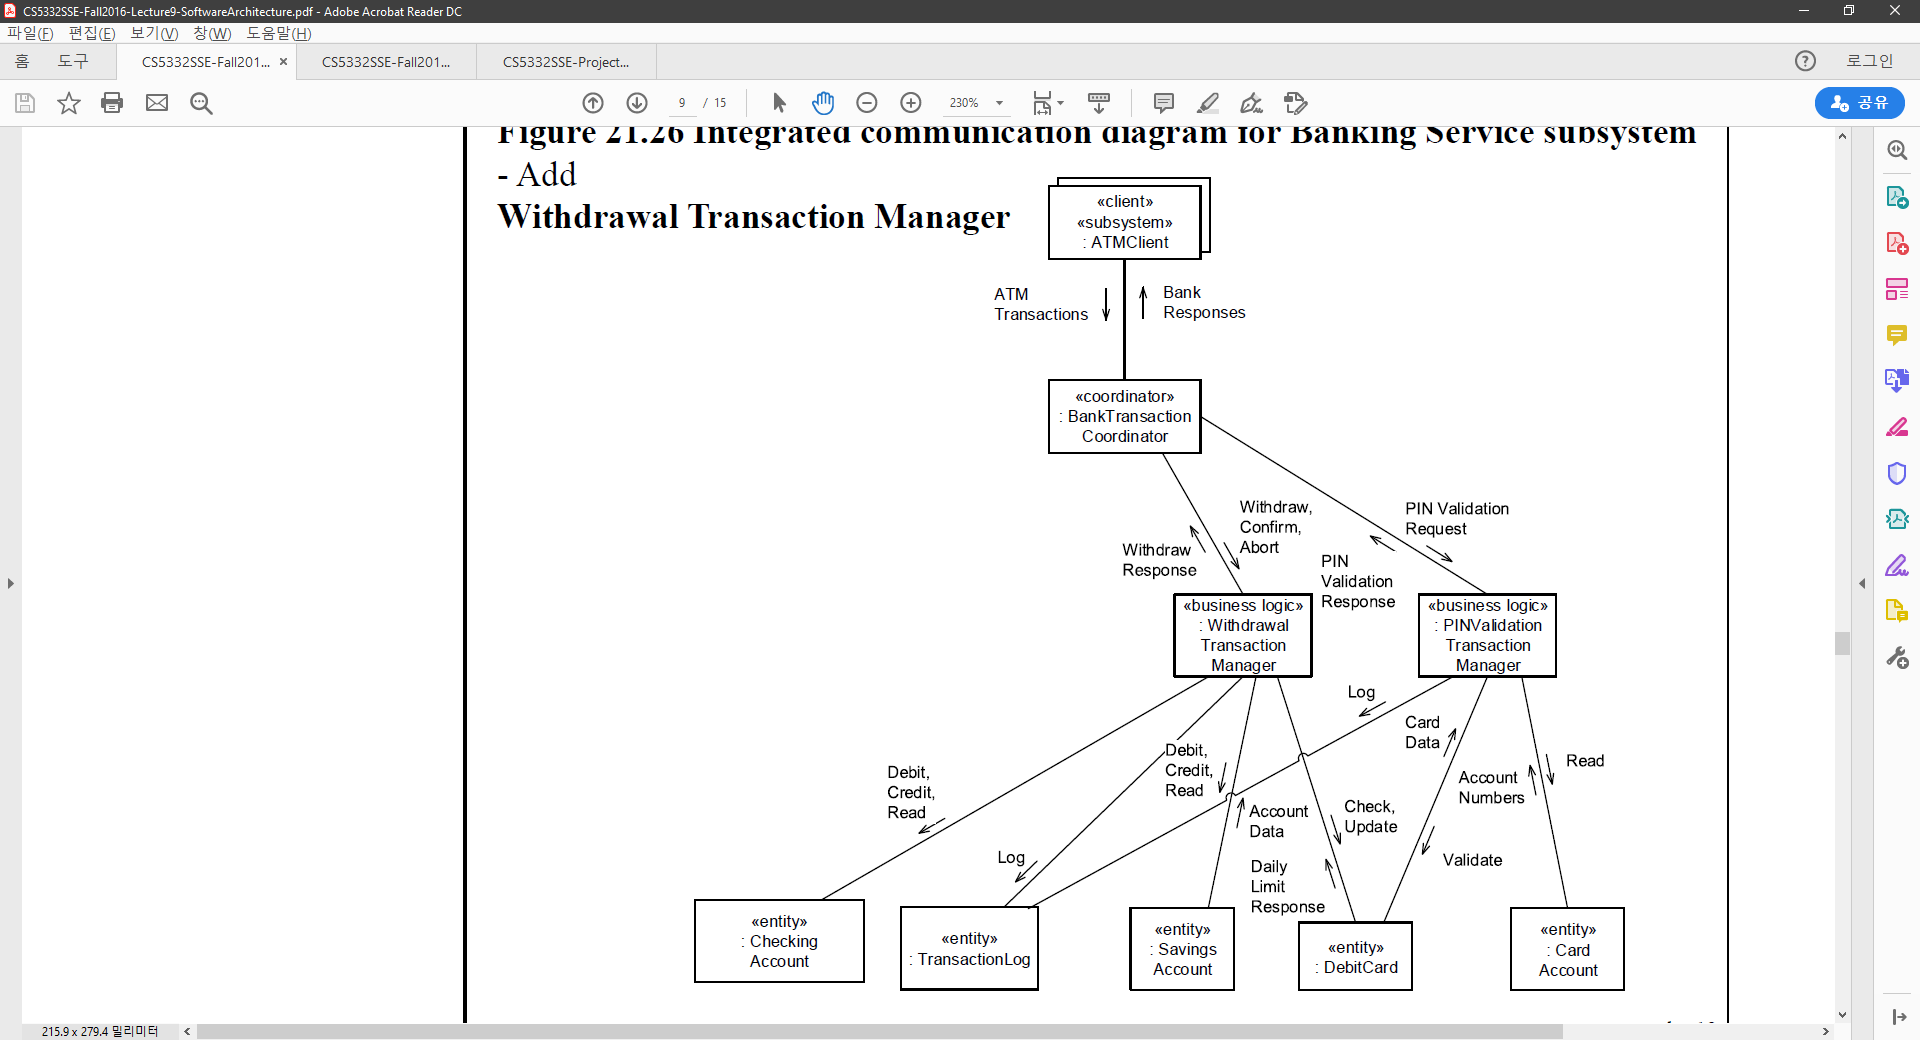 CS5332SSE-Fall2016-Lecture9-SoftwareArchitecture.pdf - Adobe Acrobat Reader DC
파일(F) 편집(E) 보기(V) 창(W) 도움말(H)
홈 도구 CS5332SSE-Fall201... × CS5332SSE-Fall201... CS5332SSE-Project... ? 로그인
9 / 15 230% 공유
Figure 21.26 Integrated communication diagram for Banking Service subsystem
- Add
Withdrawal Transaction Manager
«client»
«subsystem»
: ATMClient
ATM
Transactions
Bank
Responses
«coordinator»
: BankTransaction
Coordinator
Withdraw
Response
Withdraw,
Confirm,
Abort
PIN
Validation
Response
PIN Validation
Request
«business logic»
: Withdrawal
Transaction
Manager
«business logic»
: PINValidation
Transaction
Manager
Log
Card
Data
Debit,
Credit,
Read
Debit,
Credit,
Read
Account
Numbers
Read
Account
Data
Check,
Update
Log
Daily
Limit
Response
Validate
«entity»
: Checking
Account
«entity»
: TransactionLog
«entity»
: Savings
Account
«entity»
: DebitCard
«entity»
: Card
Account
215.9 x 279.4 밀리미터